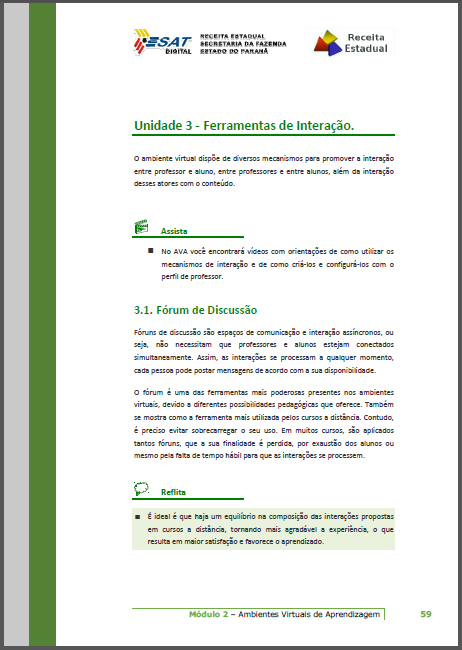 ESAT
DIGITAL
RECEITA ESTADUAL
SECRETARIA DA FAZENDA
ESTADO DO PARANÁ
Receita
Estadual
Unidade 3 - Ferramentas de Interação.
O ambiente virtual dispõe de diversos mecanismos para promover a interação
entre professor e aluno, entre professores e entre alunos, além da interação
desses atores com o conteúdo.
Assista
■ No AVA você encontrará vídeos com orientações de como utilizar os
mecanismos de interação e de como criá-los e configurá-los com o
perfil de professor.
3.1. Fórum de Discussão
Fóruns de discussão são espaços de comunicação e interação assíncronos, ou
seja, não necessitam que professores e alunos estejam conectados
simultaneamente. Assim, as interações se processam a qualquer momento,
cada pessoa pode postar mensagens de acordo com a sua disponibilidade.
O fórum é uma das ferramentas mais poderosas presentes nos ambientes
virtuais, devido a diferentes possibilidades pedagógicas que oferece. Também
se mostra como a ferramenta mais utilizada pelos cursos a distância. Contudo,
é preciso evitar sobrecarregar o seu uso. Em muitos cursos, são aplicados
tantos fóruns, que a sua finalidade é perdida, por exaustão dos alunos ou
mesmo pela falta de tempo hábil para que as interações se processem.
Reflita
■ É ideal é que haja um equilíbrio na composição das interações propostas
em cursos a distância, tornando mais agradável a experiência, o que
resulta em maior satisfação e favorece o aprendizado.
Módulo 2 – Ambientes Virtuais de Aprendizagem 59